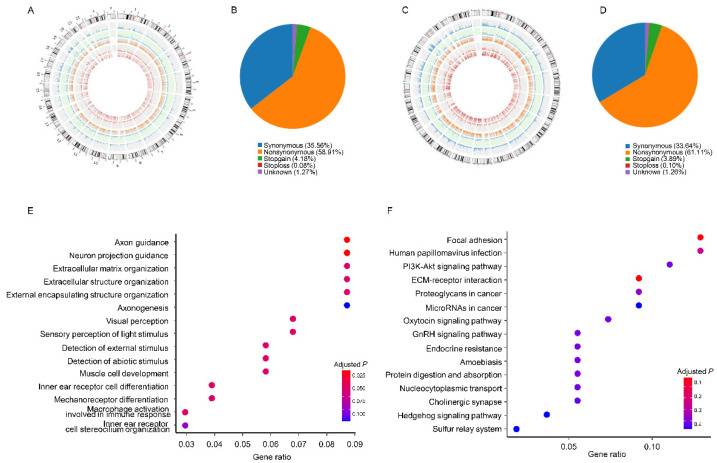 A
B
Synonymous (35.56%)
Nonsynonymous (58.91%)
Stopgain (4.18%)
Stoploss (0.08%)
Unknown (1.27%)
C
D
Synonymous (33.64%)
Nonsynonymous (61.11%)
Stopgain (3.89%)
Stoploss (0.10%)
Unknown (1.26%)
E
Axon guidance
Neuron projection guidance
Extracellular matrix organization
Extracellular structure organization
External encapsulating structure organization
Axonogenesis
Visual perception
Sensory perception of light stimulus
Detection of external stimulus
Detection of abiotic stimulus
Muscle cell development
Inner ear receptor cell differentiation
Mechanoreceptor differentiation
Macrophage activation
involved in immune response
Inner ear receptor
cell stereocilium organization
0.03 0.04 0.05 0.06 0.07 0.08 0.09
Gene ratio
Adjusted P
0.025
0.050
0.075
0.100
F
Focal adhesion
Human papillomavirus infection
PI3K-Akt signaling pathway
ECM-receptor interaction
Proteoglycans in cancer
MicroRNAs in cancer
Oxytocin signaling pathway
GnRH signaling pathway
Endocrine resistance
Amoebiasis
Protein digestion and absorption
Nucleocytoplasmic transport
Cholinergic synapse
Hedgehog signaling pathway
Sulfur relay system
0.05 0.10
Gene ratio
Adjusted P
0.1
0.2
0.3
0.4